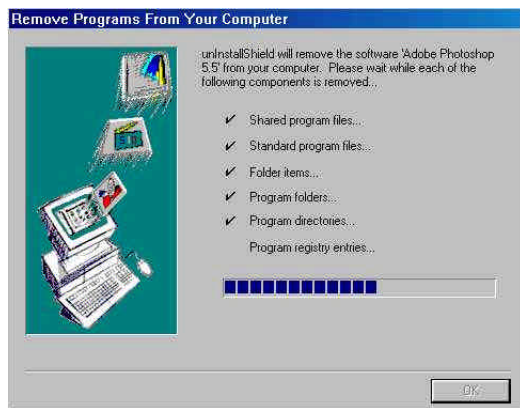 Remove Programs From Your Computer
unInstallShield will remove the software 'Adobe Photoshop
5.5' from your computer. Please wait while each of the
following components is removed...
✔ Shared program files...
✔ Standard program files...
✔ Folder items...
✔ Program folders...
✔ Program directories...
Program registry entries...
OK